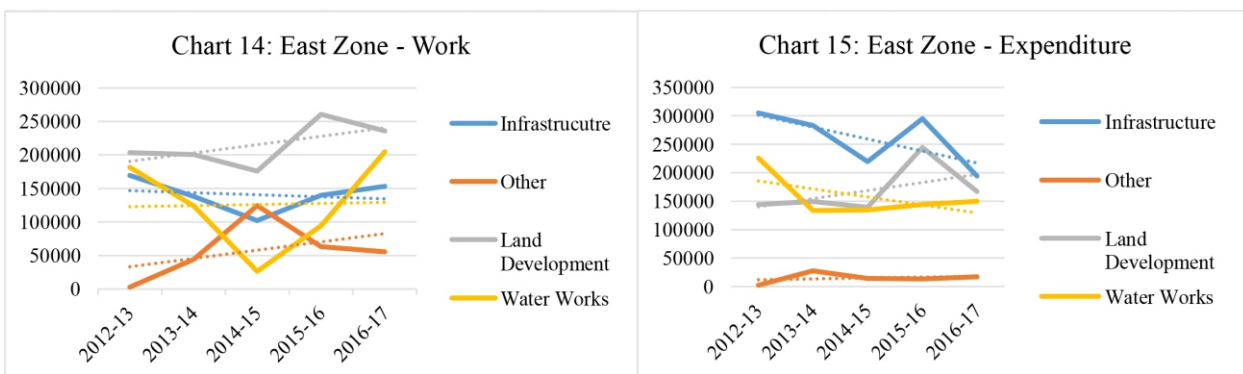 Chart 14: East Zone - Work
300000
250000
200000
150000
100000
50000
0
2012-13
2013-14
2014-15
2015-16
2016-17
Infrastrucutre
Other
Land
Development
Water Works
Chart 15: East Zone - Expenditure
350000
300000
250000
200000
150000
100000
50000
0
2012-13
2013-14
2014-15
2015-16
2016-17
Infrastructure
Other
Land
Development
Water Works